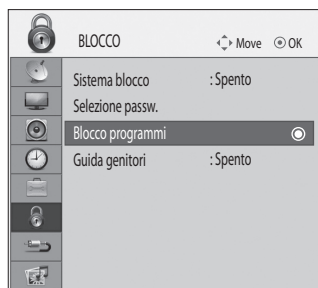 BLOCCO Move OK
Sistema blocco : Spento
Selezione passw.
Blocco programmi
Guida genitori : Spento